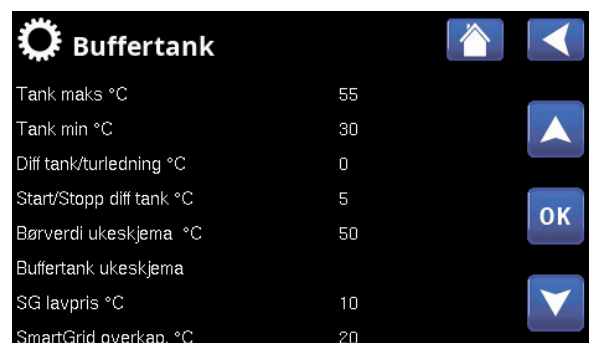 Buffertank
Tank maks °C 55
Tank min °C 30
Diff tank/turledning °C 0
Start/Stopp diff tank °C 5
OK
Børverdi ukeskjema °C 50
Buffertank ukeskjema
SG lavpris °C 10
SmartGrid overkap. °C 20